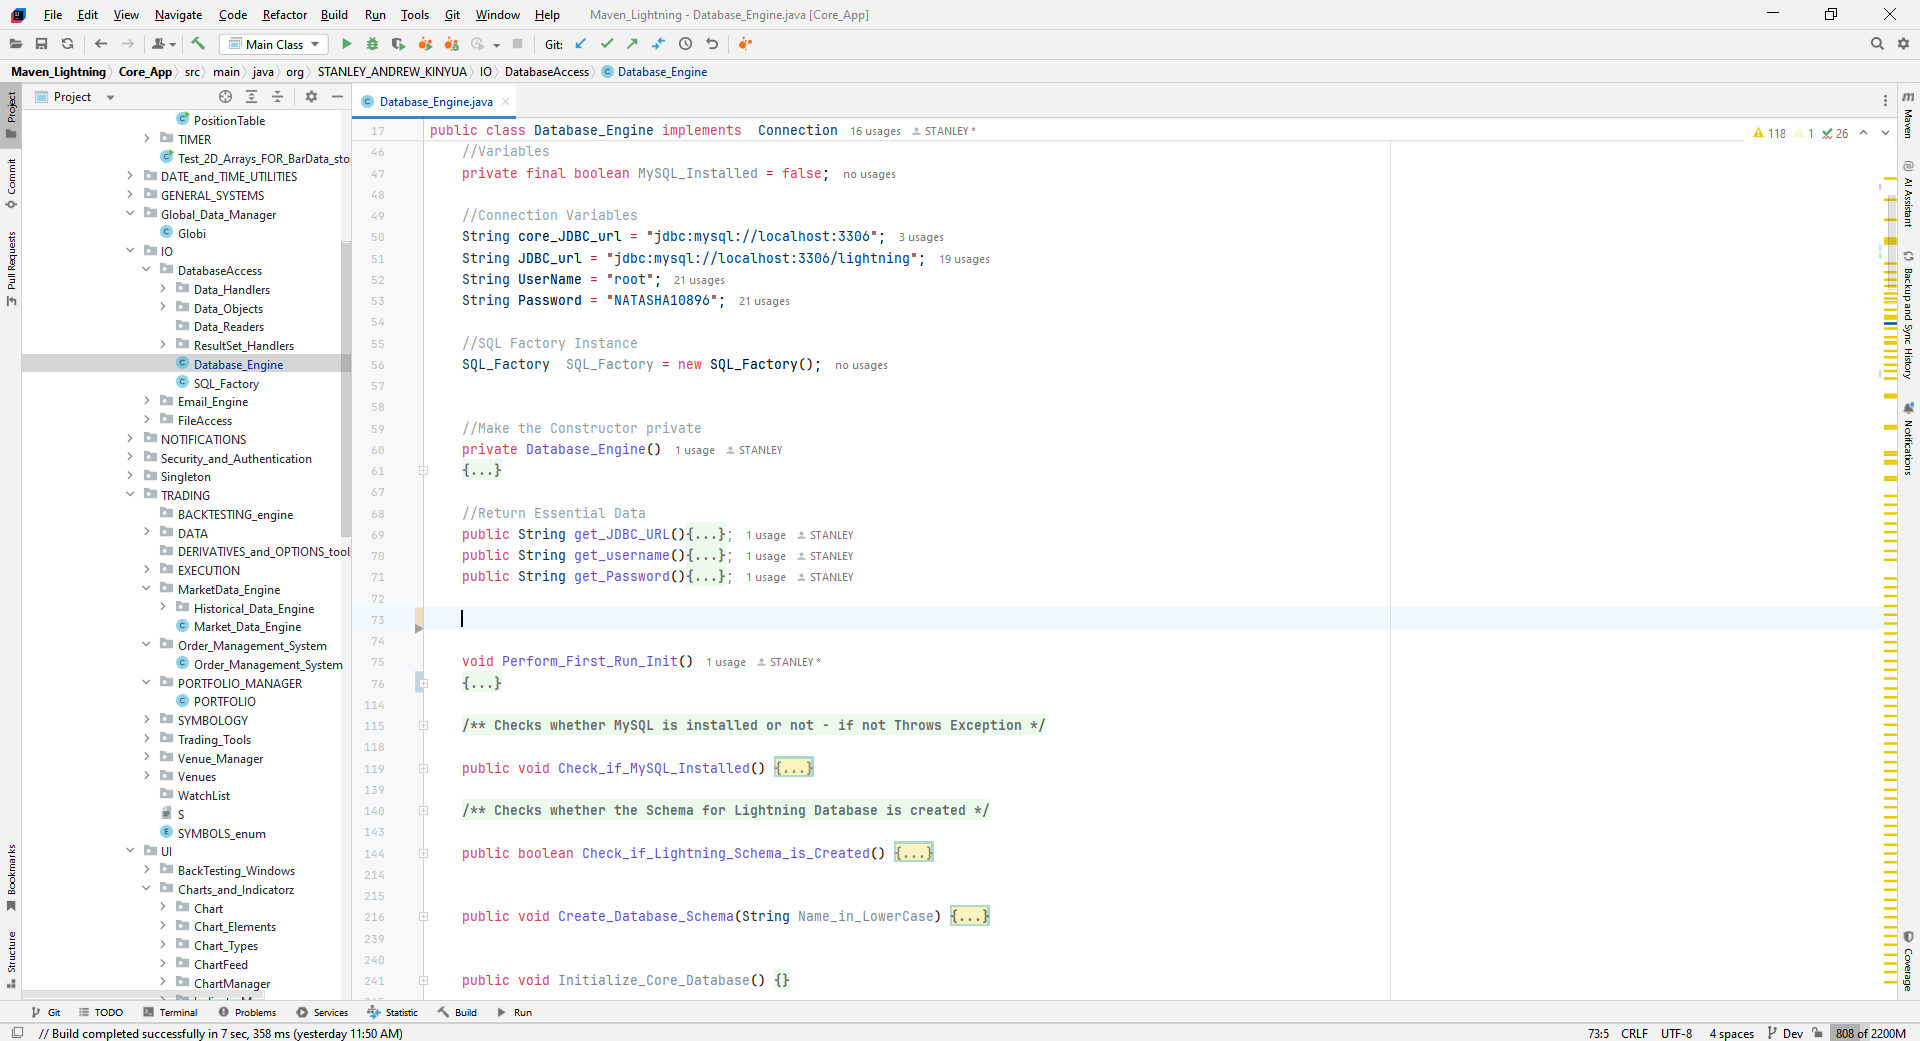 File Edit View Navigate Code Refactor Build Run Tools Git Window Help Maven_Lightning - Database_Engine.java [Core_App]
Main Class Git:
Maven_Lightning Core_App src main java org STANLEY_ANDREW_KINYUA IO DatabaseAccess Database_Engine
Project
Commit
Pull Requests
Bookmarks
Structure
Project
PositionTable
TIMER
Test_2D_Arrays_FOR_BarData_sto
DATE_and_TIME_UTILITIES
GENERAL_SYSTEMS
Global_Data_Manager
Globi
IO
DatabaseAccess
Data_Handlers
Data_Objects
Data_Readers
ResultSet_Handlers
Database_Engine
SQL_Factory
Email_Engine
FileAccess
NOTIFICATIONS
Security_and_Authentication
Singleton
TRADING
BACKTESTING_engine
DATA
DERIVATIVES_and_OPTIONS_tool
EXECUTION
MarketData_Engine
Historical_Data_Engine
Market_Data_Engine
Order_Management_System
Order_Management_System
PORTFOLIO_MANAGER
PORTFOLIO
SYMBOLOGY
Trading_Tools
Venue_Manager
Venues
WatchList
S
SYMBOLS_enum
UI
BackTesting_Windows
Charts_and_Indicatorz
Chart
Chart_Elements
Chart_Types
ChartFeed
ChartManager
Database_Engine.java
17 public class Database_Engine implements Connection 16 usages STANLEY *
118 1 26
46 //Variables
47 private final boolean MySQL_Installed = false; no usages
48
49 //Connection Variables
50 String core_JDBC_url = "jdbc:mysql://localhost:3306"; 3 usages
51 String JDBC_url = "jdbc:mysql://localhost:3306/lightning"; 19 usages
52 String UserName = "root"; 21 usages
53 String Password = "NATASHA10896"; 21 usages
54
55 //SQL Factory Instance
56 SQL_Factory SQL_Factory = new SQL_Factory(); no usages
57
58
59 //Make the Constructor private
60 private Database_Engine() 1 usage STANLEY
61 {...}
67
68 //Return Essential Data
69 public String get_JDBC_URL(){...}; 1 usage STANLEY
70 public String get_username(){...}; 1 usage STANLEY
71 public String get_Password(){...}; 1 usage STANLEY
72
73
74
75 void Perform_First_Run_Init() 1 usage STANLEY *
76 {...}
114
115 /** Checks whether MySQL is installed or not - if not Throws Exception */
118
119 public void Check_if_MySQL_Installed() {...}
139
140 /** Checks whether the Schema for Lightning Database is created */
143
144 public boolean Check_if_Lightning_Schema_is_Created() {...}
214
215
216 public void Create_Database_Schema(String Name_in_LowerCase) {...}
239
240
241 public void Initialize_Core_Database() {}
Maven
AI Assistant
Backup and Sync History
Notifications
Coverage
Git TODO Terminal Problems Services Statistic Build Run
// Build completed successfully in 7 sec, 358 ms (yesterday 11:50 AM)
73:5 CRLF UTF-8 4 spaces Dev 808 of 2200M